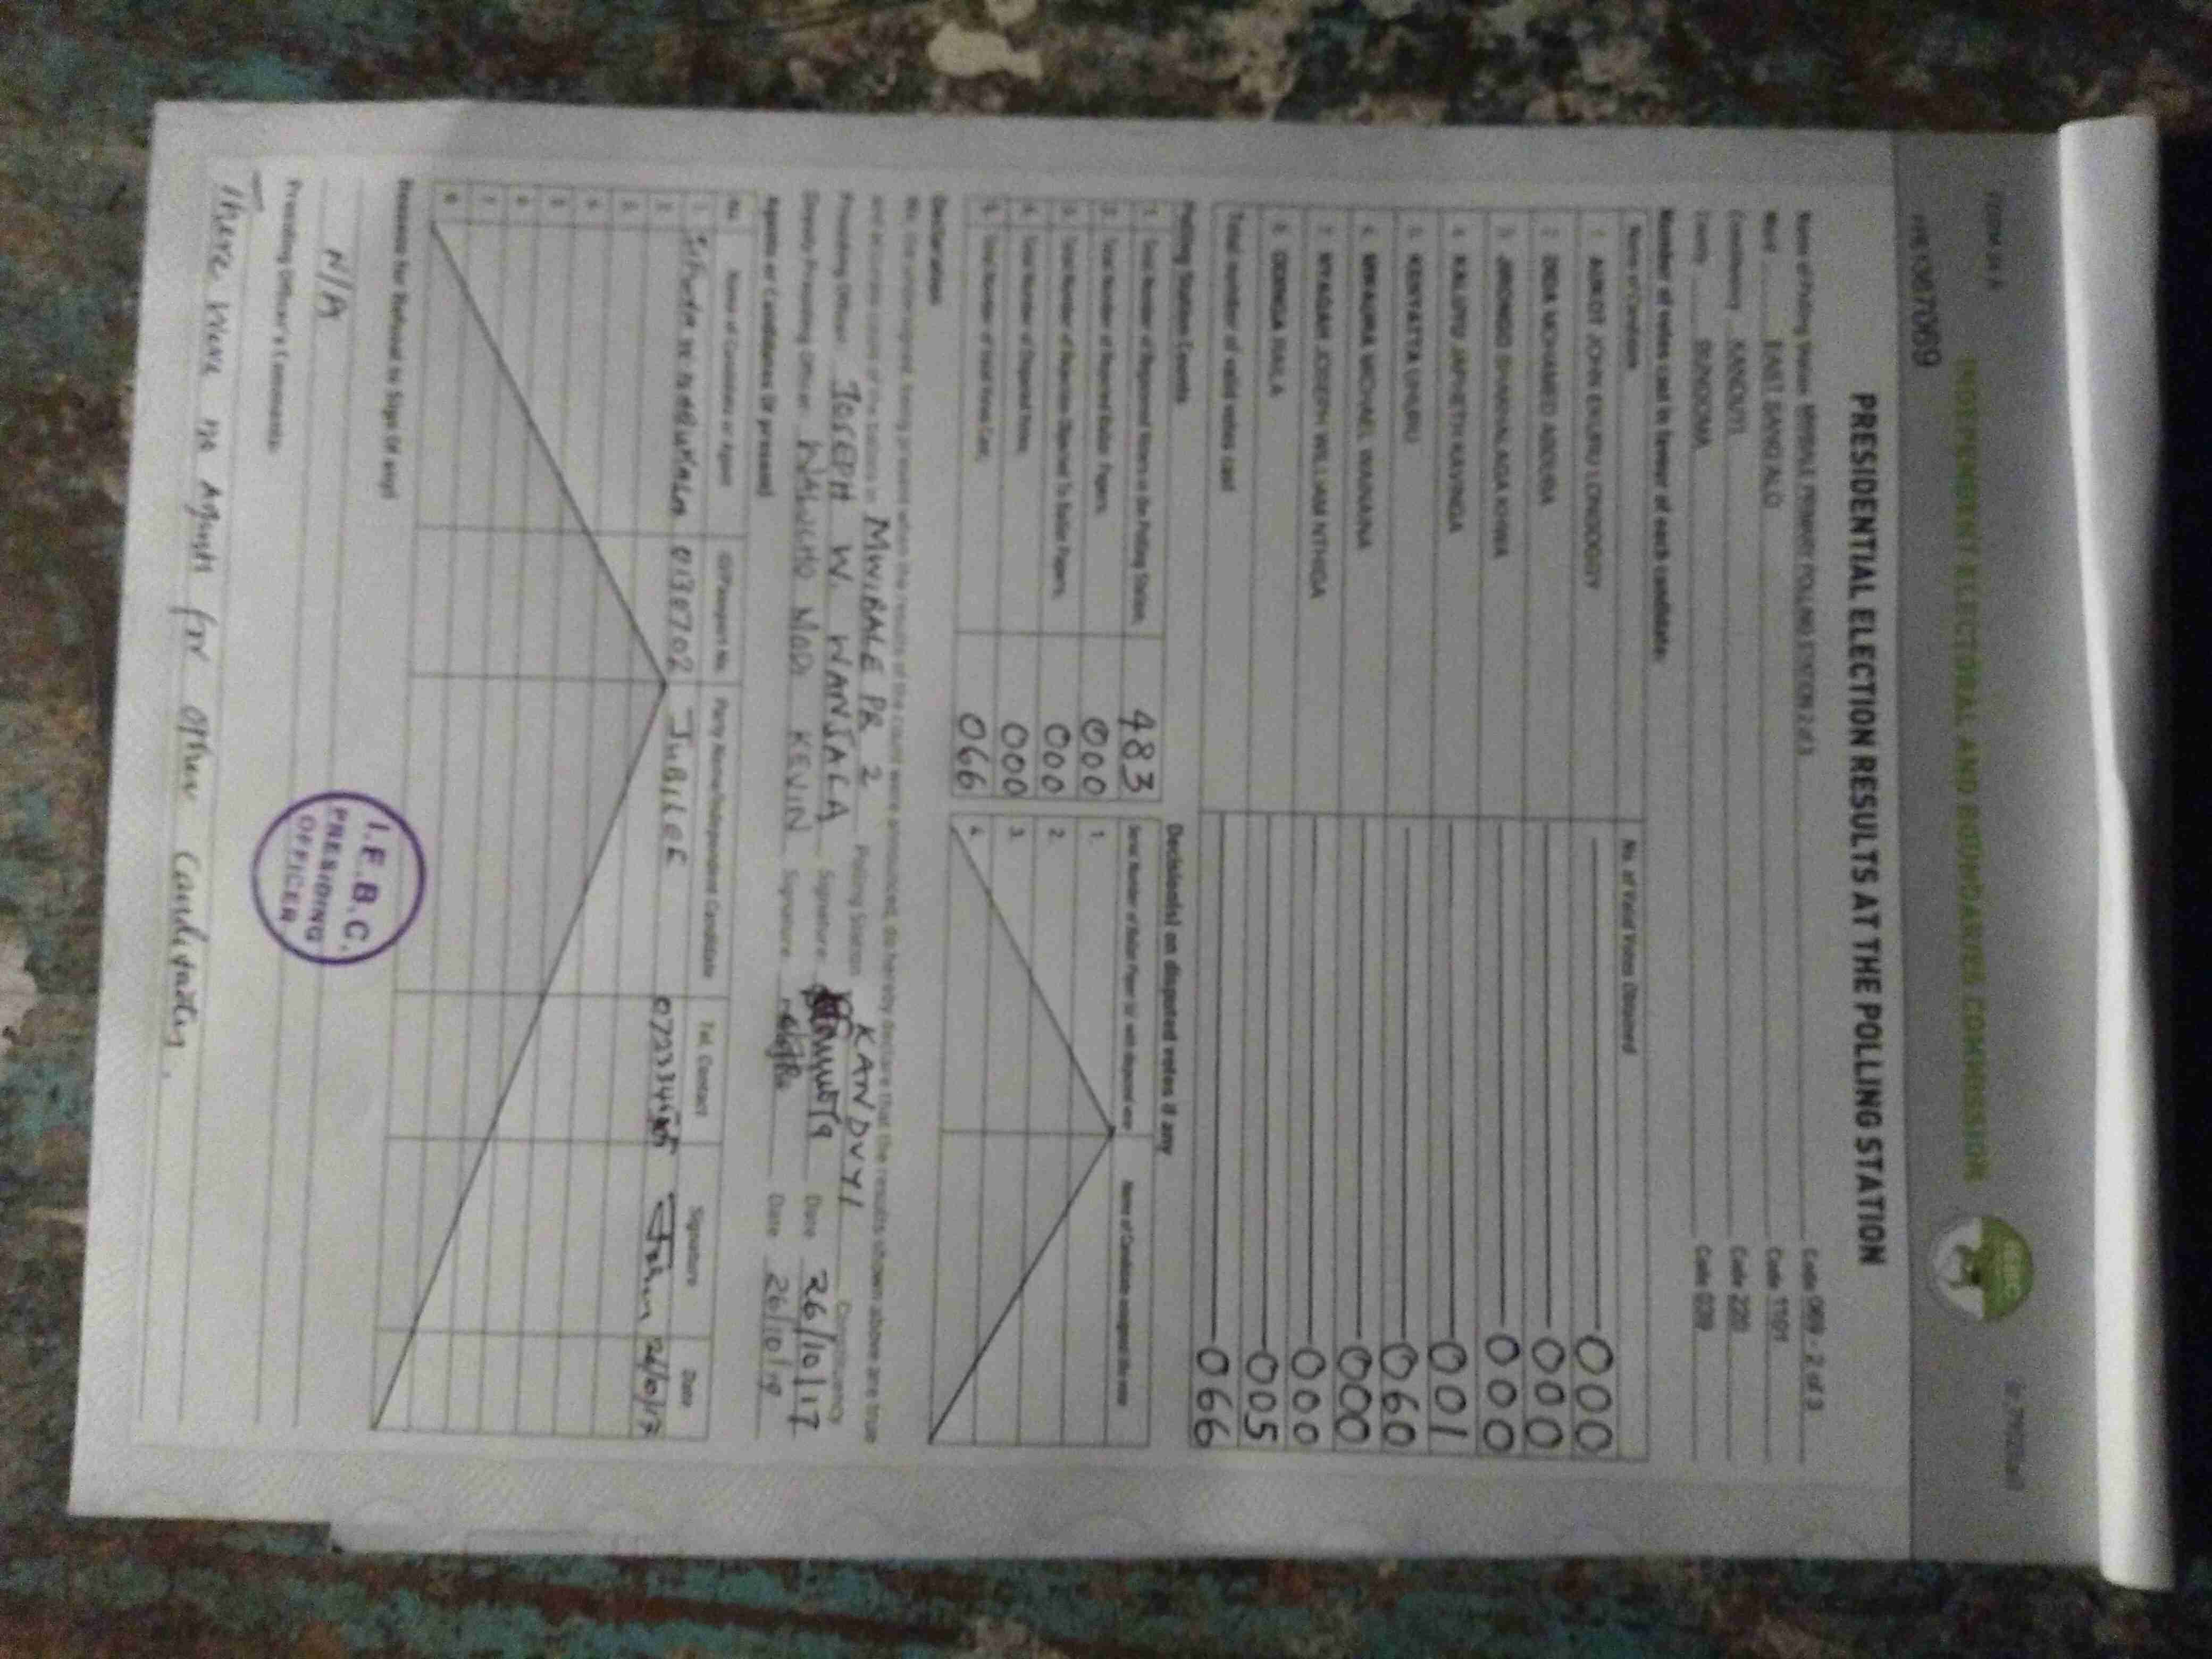 FORM 34 A
INDEPENDENT ELECTORAL AND BOUNDARIES COMMISSION
PRESIDENTIAL ELECTION RESULTS AT THE POLLING STATION
Name of Polling Station MWIBALE PRIMARY POLLING STATION 2 of 3 Code 069 - 2 of 3
Ward EAST SANG'ALO Code 1101
Constituency KANDUYI Code 220
County BUNGOMA Code 039
Number of votes cast in favour of each candidate:
Name of Candidate No. of Valid Votes Obtained
1. AUKOT JOHN EKURU LONGOGGY 000
2. DIDA MOHAMED ABDUBA 000
3. JIRONGO SHAKHALAGA KHWA 000
4. KALUYU JAPHETH KAVINGA 001
5. KENYATTA UHURU 060
6. MWAURA MICHAEL WAINAINA 000
7. NYAGAH JOSEPH WILLIAM NTHIGA 000
8. ODINGA RAILA 005
Total number of valid votes cast 066
Polling Station Counts
1. Total Number of Registered Voters in the Polling Station 483
2. Total Number of Rejected Ballot Papers 000
3. Total Number of Rejection Objected To Ballot Papers 000
4. Total Number of Disputed Votes 000
5. Total Number of Valid Votes Cast 066
Decision(s) on disputed votes if any
Serial Number of Ballot Paper (s) with disputed vote Name of Candidate assigned the vote
1.
2.
3.
4.
Declaration
We, the undersigned, being present when the results of the count were announced, do hereby declare that the results shown above are true
and accurate count of the ballots in MWIBALE PR 2 Polling Station KANDUYI Constituency
Presiding Officer JOSEPH W. WANJALA Signature Date 26/10/17
Deputy Presiding Officer NALUCHO NODI KEVIN Signature Date 26/10/17
Agents or Candidates (if present)
No Name of Candidate or Agent ID/Passport No. Party Name/Independent Candidate Tel. Contact Signature Date
1. 0130702 JUBILEE 26/10/17
2
3
4
5
6
7
8
Reasons for Refusal to Sign (if any)
N/A
Presiding Officer's Comments:
There were no Agents for other Candidates.
I.E.B.C.
PRESIDING
OFFICER